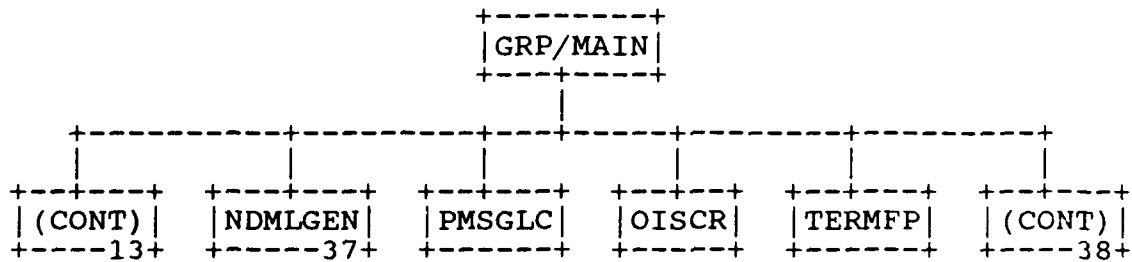 GRP/MAIN
(CONT) NDMLGEN PMSGLC OISCR TERMFP (CONT)
13 37 38